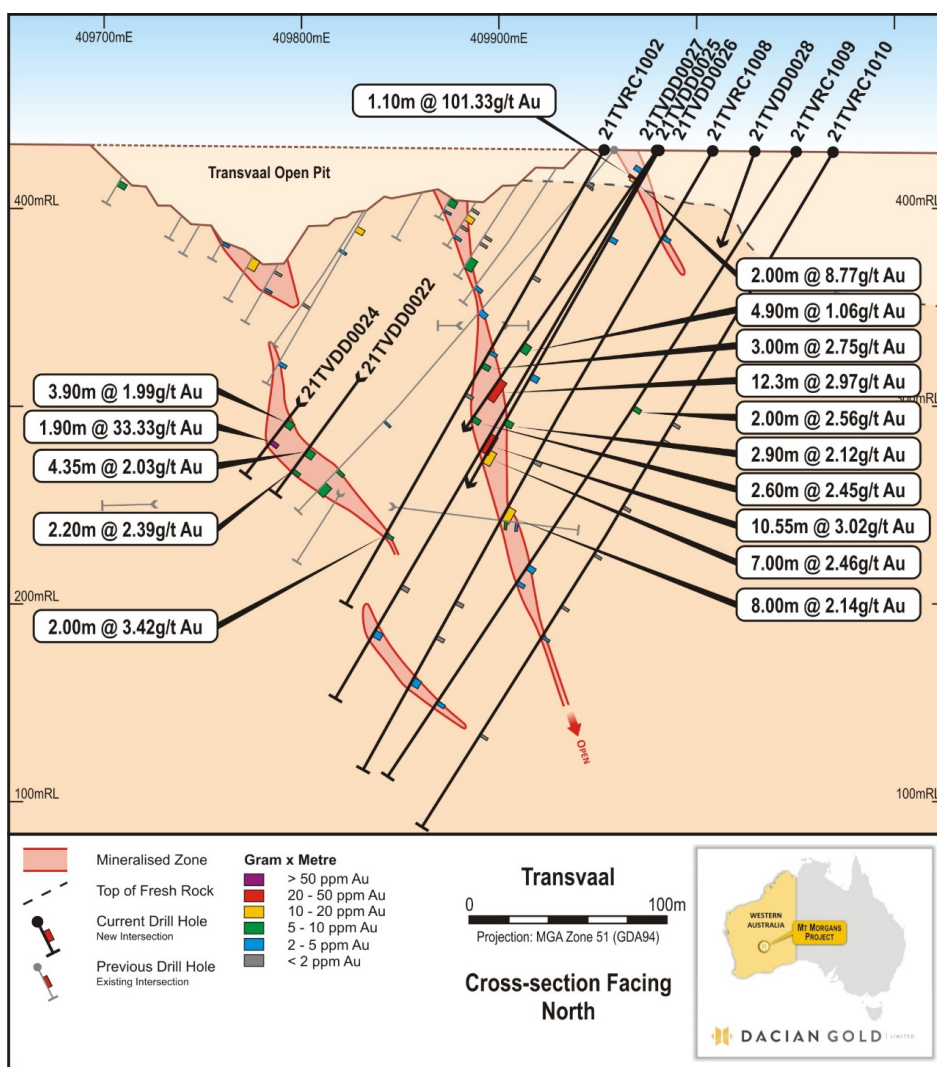 409700mE
409800mE
409900mE
21TVRC1002
21TVDD0027
21TVDD0025
21TVDD0026
21TVRC1008
21TVDD0028
21TVRC1009
21TVRC1010
1.10m @ 101.33g/t Au
Transvaal Open Pit
400mRL
400mRL
2.00m @ 8.77g/t Au
4.90m @ 1.06g/t Au
3.00m @ 2.75g/t Au
12.3m @ 2.97g/t Au
2.00m @ 2.56g/t Au
2.90m @ 2.12g/t Au
2.60m @ 2.45g/t Au
10.55m @ 3.02g/t Au
7.00m @ 2.46g/t Au
8.00m @ 2.14g/t Au
21TVDD0024
21TVDD0022
3.90m @ 1.99g/t Au
1.90m @ 33.33g/t Au
4.35m @ 2.03g/t Au
2.20m @ 2.39g/t Au
2.00m @ 3.42g/t Au
200mRL
200mRL
OPEN
100mRL
100mRL
Mineralised Zone
Top of Fresh Rock
Current Drill Hole
New Intersection
Previous Drill Hole
Existing Intersection
Gram x Metre
> 50 ppm Au
20 - 50 ppm Au
10 - 20 ppm Au
5 - 10 ppm Au
2 - 5 ppm Au
< 2 ppm Au
Transvaal
0 100m
Projection: MGA Zone 51 (GDA94)
Cross-section Facing
North
WESTERN
AUSTRALIA
MT MORGANS
PROJECT
DACIAN GOLD LIMITED